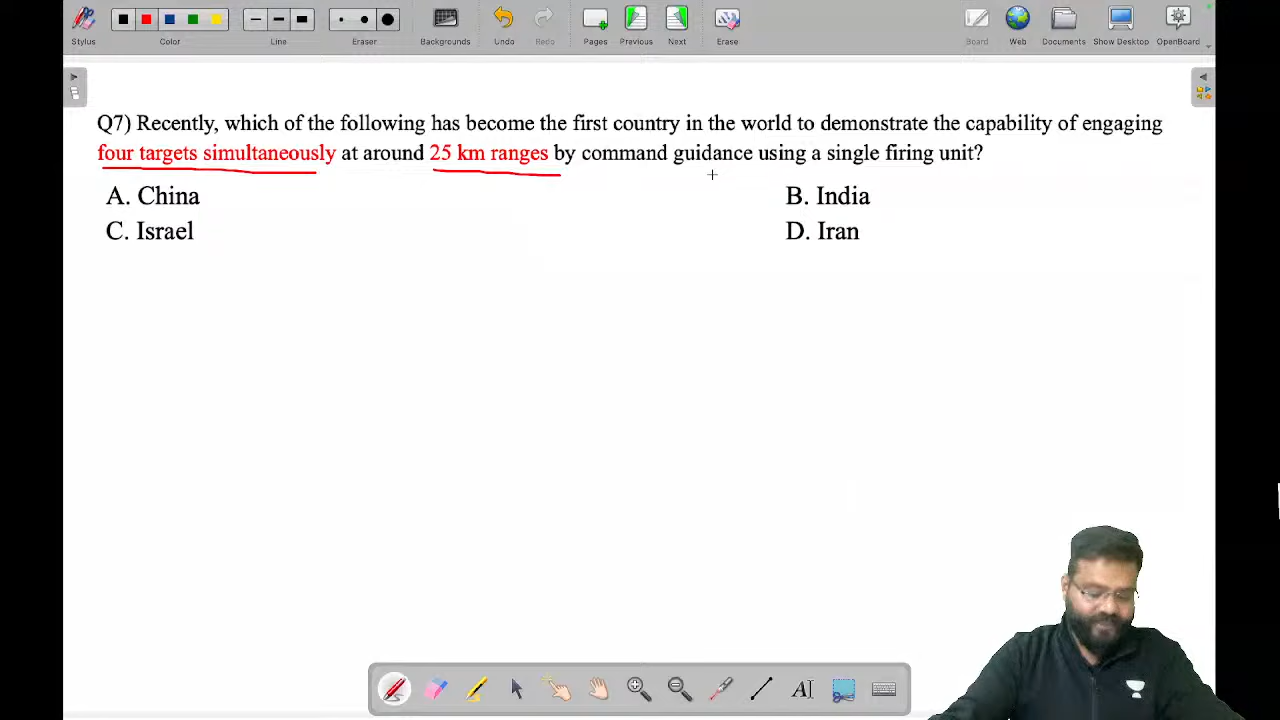 Stylus
Color
Line
Eraser
Backgrounds
Undo
Redo
Pages
Previous
Next
Erase
Board
Web
Documents
Show Desktop
OpenBoard
Q7) Recently, which of the following has become the first country in the world to demonstrate the capability of engaging
four targets simultaneously at around 25 km ranges by command guidance using a single firing unit?
A. China
B. India
C. Israel
D. Iran